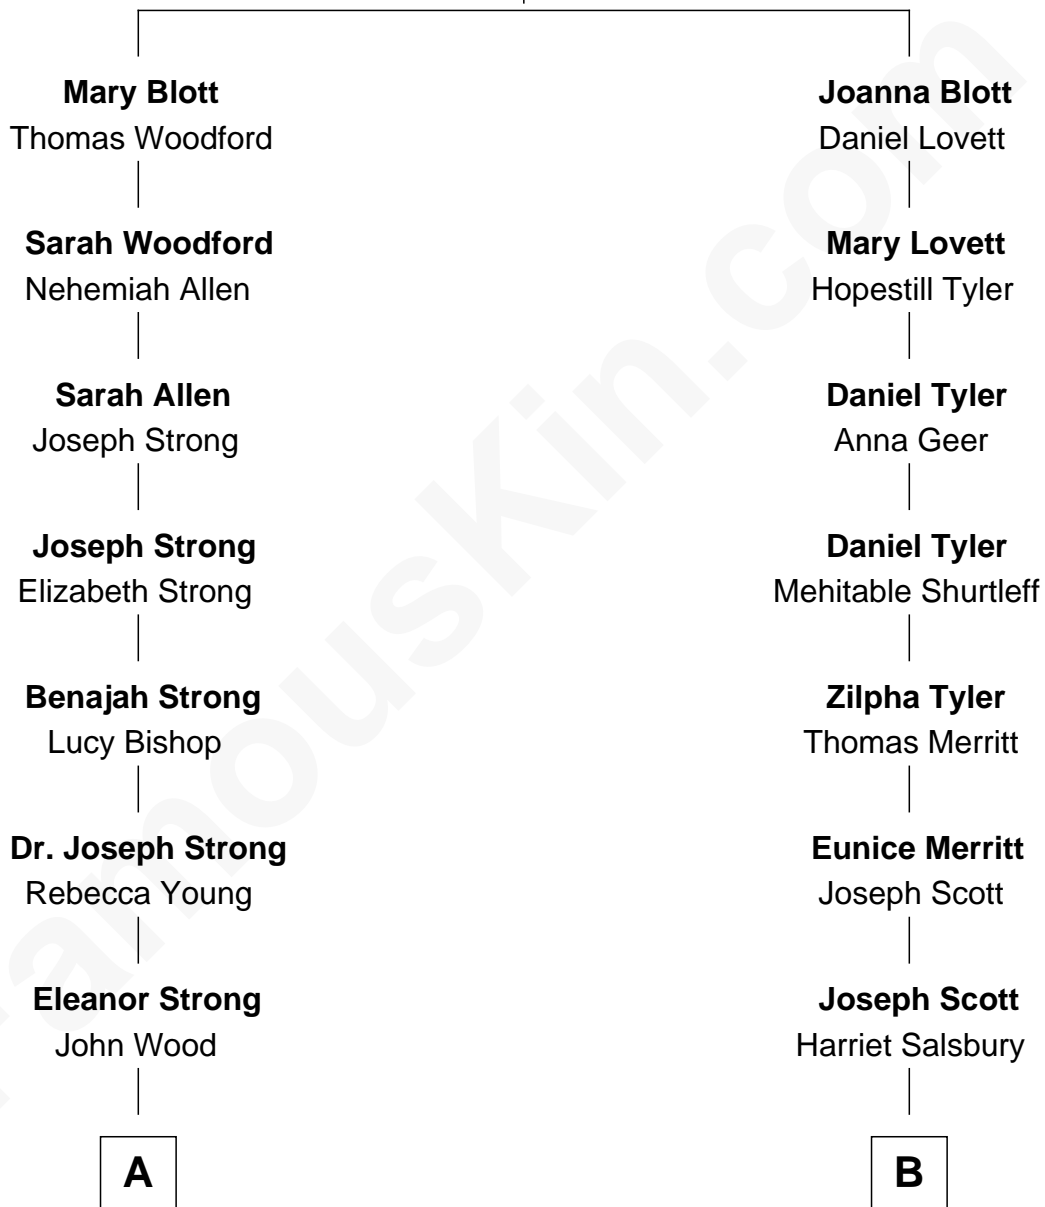 Mary Blott
Thomas Woodford
Sarah Woodford
Nehemiah Allen
Sarah Allen
Joseph Strong
Joseph Strong
Elizabeth Strong
Benajah Strong
Lucy Bishop
Dr. Joseph Strong
Rebecca Young
Eleanor Strong
John Wood
A
Joanna Blott
Daniel Lovett
Mary Lovett
Hopestill Tyler
Daniel Tyler
Anna Geer
Daniel Tyler
Mehitable Shurtleff
Zilpha Tyler
Thomas Merritt
Eunice Merritt
Joseph Scott
Joseph Scott
Harriet Salsbury
B
FamousKin.com